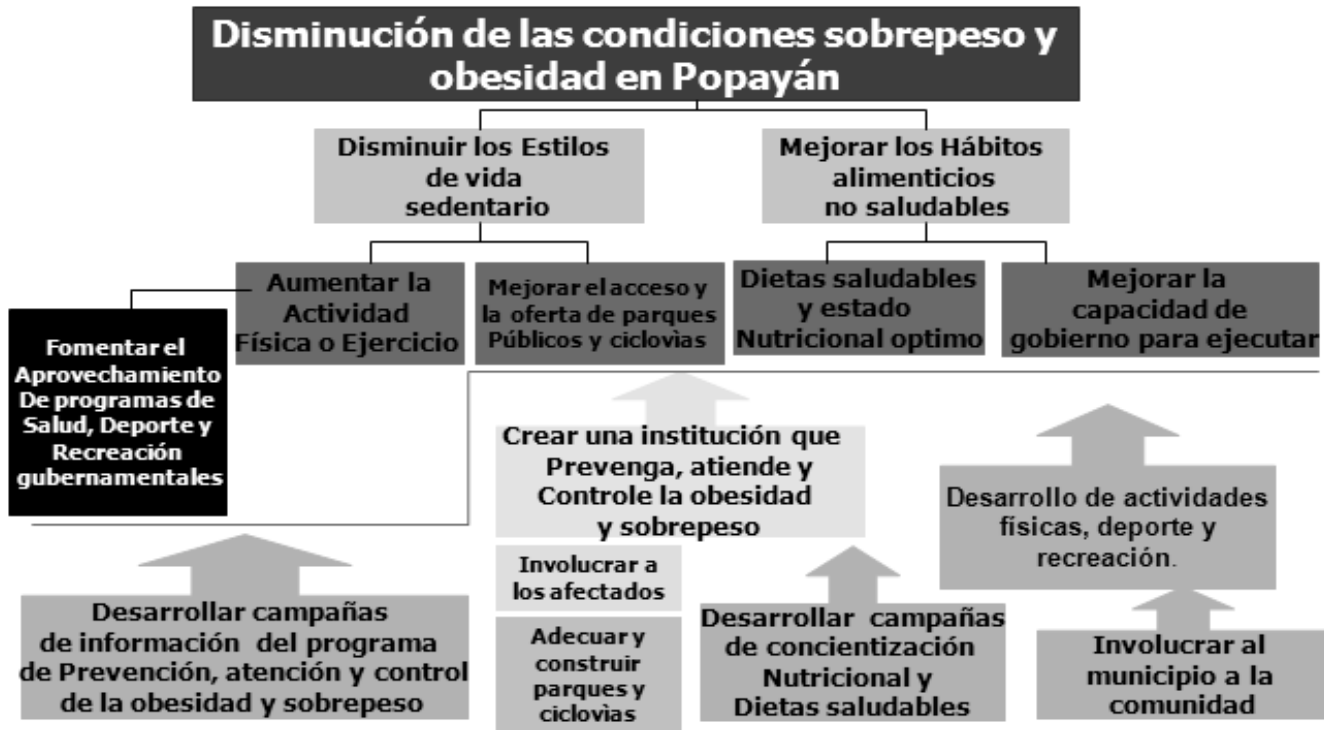 Disminución de las condiciones sobrepeso y
obesidad en Popayán
Disminuir los Estilos
de vida
sedentario
Mejorar los Hábitos
alimenticios
no saludables
Aumentar la
Actividad
Física o Ejercicio
Mejorar el acceso y
la oferta de parques
Públicos y ciclovìas
Dietas saludables
y estado
Nutricional optimo
Mejorar la
capacidad de
gobierno para ejecutar
Fomentar el
Aprovechamiento
De programas de
Salud, Deporte y
Recreación
gubernamentales
Crear una institución que
Prevenga, atiende y
Controle la obesidad
y sobrepeso
Desarrollo de actividades
físicas, deporte y
recreación.
Involucrar a
los afectados
Desarrollar campañas
de información del programa
de Prevención, atención y control
de la obesidad y sobrepeso
Adecuar y
construir
parques y
ciclovìas
Desarrollar campañas
de concientización
Nutricional y
Dietas saludables
Involucrar al
municipio a la
comunidad